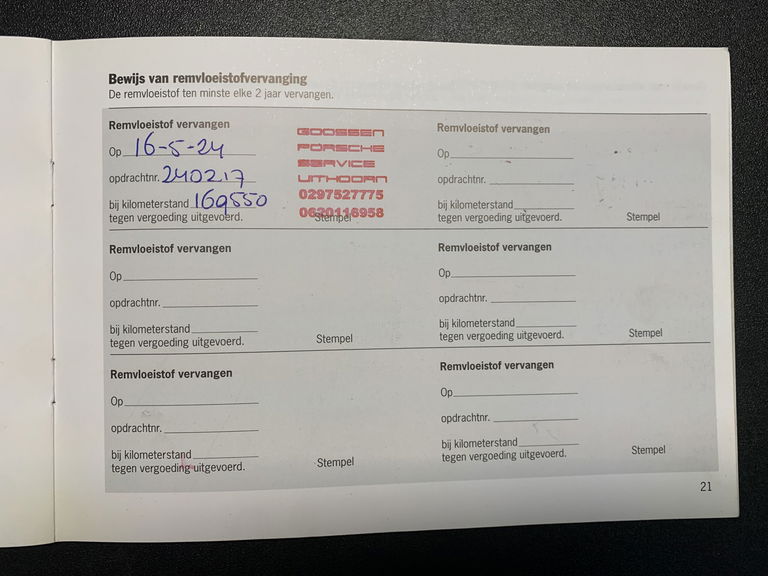 Bewijs van remvloeistofvervanging
De remvloeistof ten minste elke 2 jaar vervangen.
Remvloeistof vervangen
Op 16-5-24
opdrachtnr. 240217
bij kilometerstand 169550
tegen vergoeding uitgevoerd.
GOOSSEN
PORSCHE
SERVICE
UITHOORN
0297527775
0620116958
Stempel
Remvloeistof vervangen
Op
opdrachtnr.
bij kilometerstand
tegen vergoeding uitgevoerd.
Stempel
Remvloeistof vervangen
Op
opdrachtnr.
bij kilometerstand
tegen vergoeding uitgevoerd.
Stempel
Remvloeistof vervangen
Op
opdrachtnr.
bij kilometerstand
tegen vergoeding uitgevoerd.
Stempel
Remvloeistof vervangen
Op
opdrachtnr.
bij kilometerstand
tegen vergoeding uitgevoerd.
Stempel
Remvloeistof vervangen
Op
opdrachtnr.
bij kilometerstand
tegen vergoeding uitgevoerd.
Stempel
21